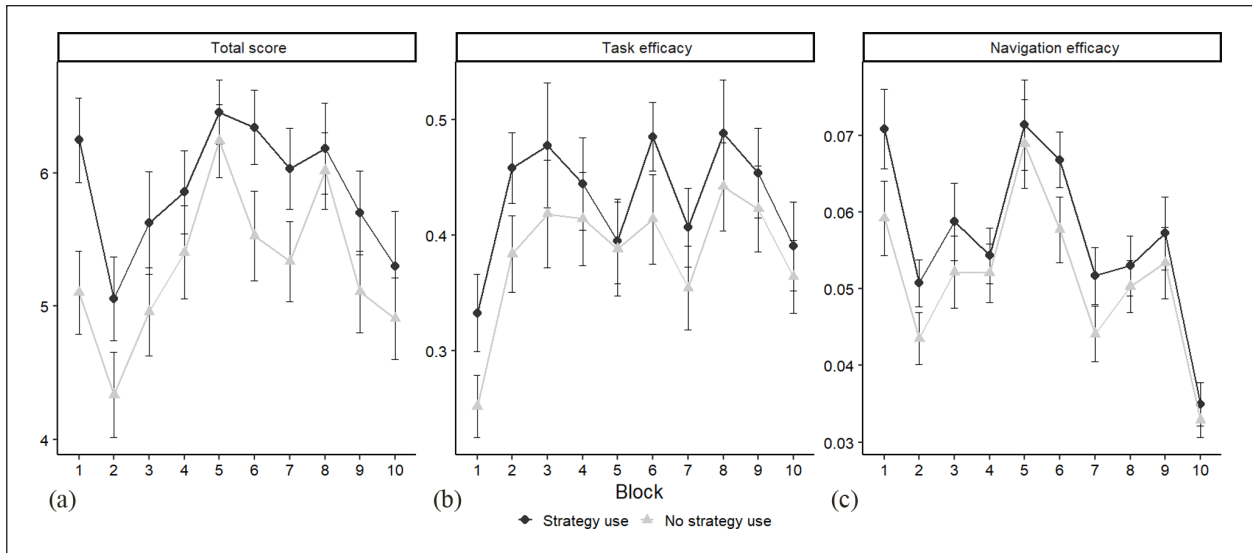 Total score
Task efficacy
Navigation efficacy
6
5
4
0.5
0.4
0.3
0.07
0.06
0.05
0.04
0.03
1 2 3 4 5 6 7 8 9 10
1 2 3 4 5 6 7 8 9 10
1 2 3 4 5 6 7 8 9 10
(a)
(b)
Block
(c)
Strategy use No strategy use